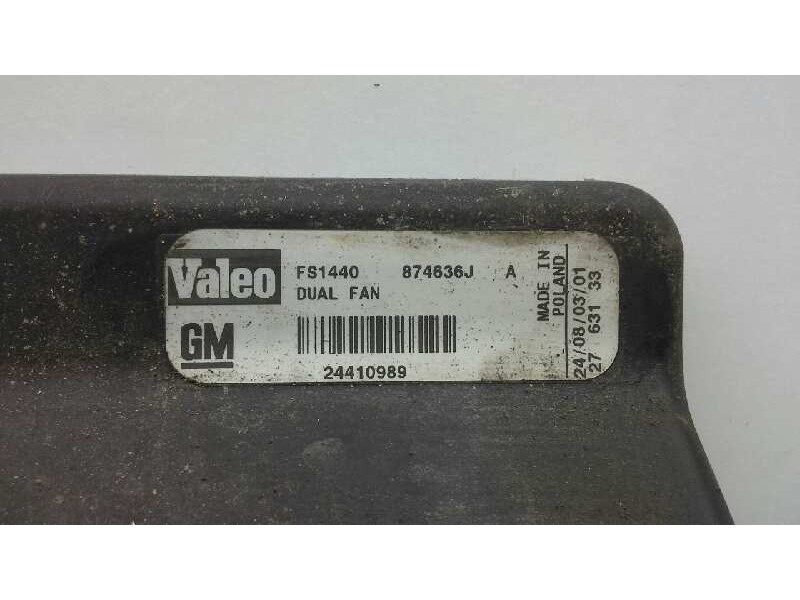 Valeo
FS1440 874636J A
DUAL FAN
GM
24410989
MADE IN
POLAND
24/08/03/01
27 631 33